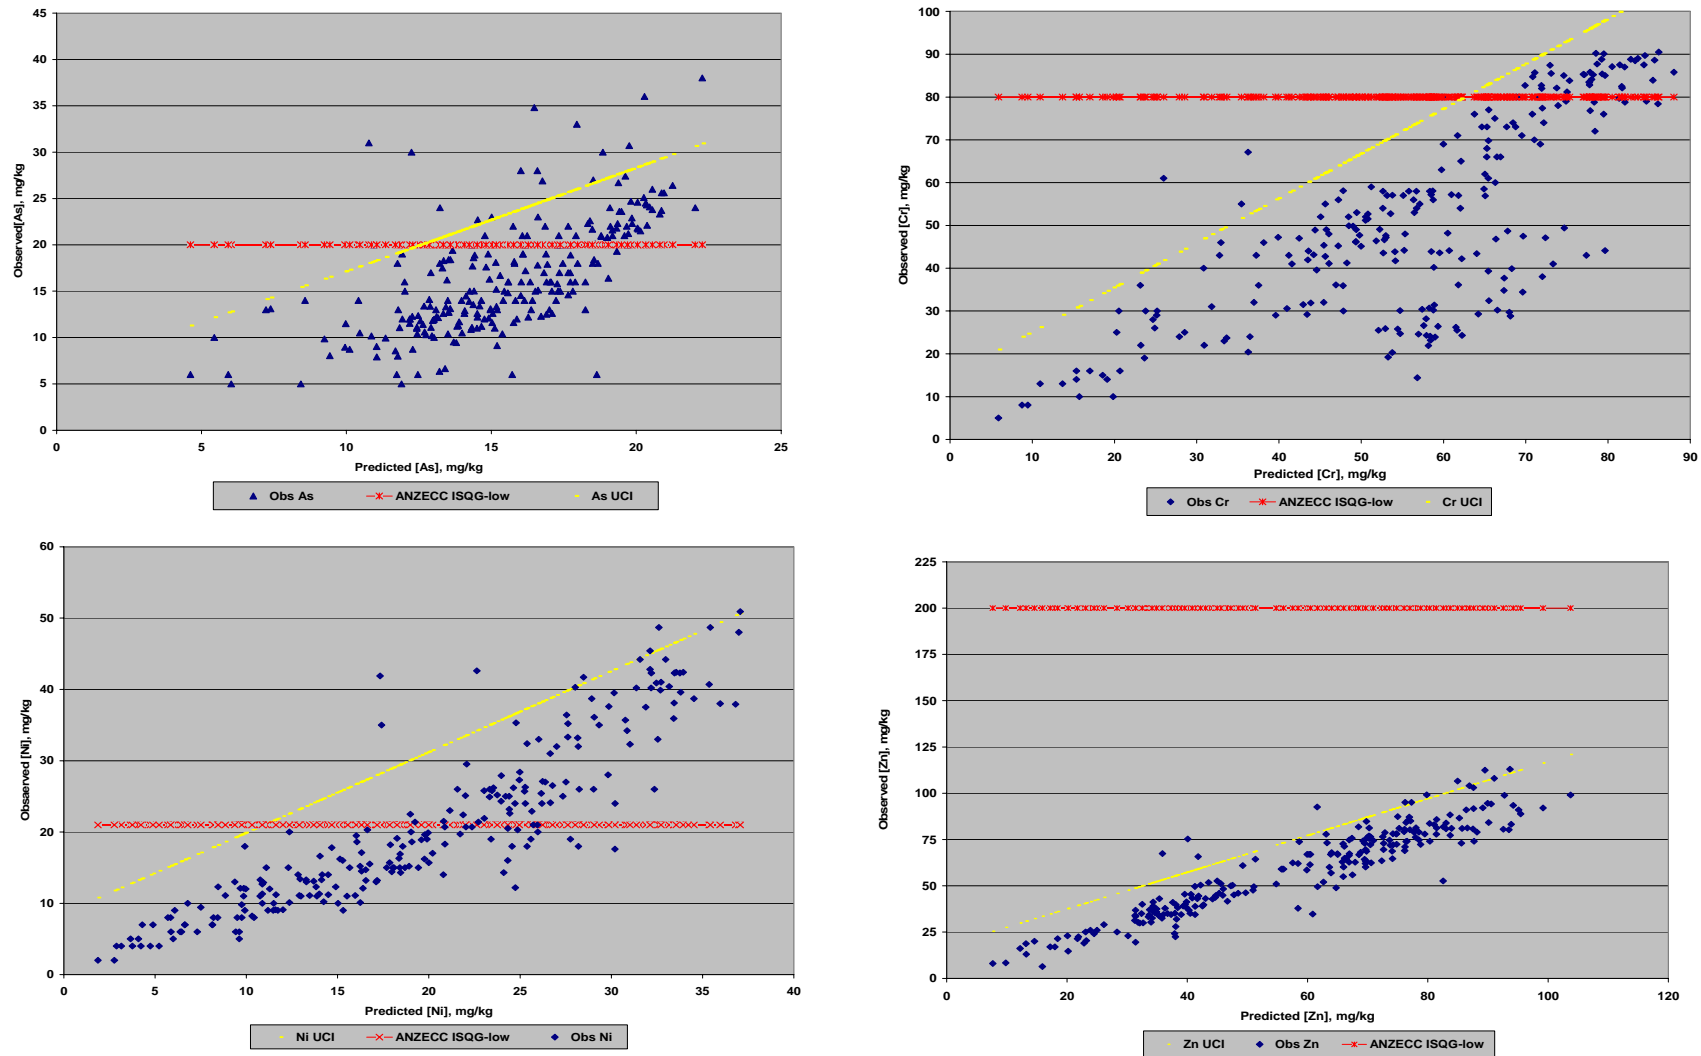 45
40
35
30
25
20
15
10
5
0
Observed[As], mg/kg
0 5 10 15 20 25
Predicted [As], mg/kg
Obs As ANZECC ISQG-low As UCI
100
90
80
70
60
50
40
30
20
10
0
Observed [Cr], mg/kg
0 10 20 30 40 50 60 70 80 90
Predicted [Cr], mg/kg
Obs Cr ANZECC ISQG-low Cr UCI
60
50
40
30
20
10
0
Obsaerved [Ni], mg/kg
0 5 10 15 20 25 30 35 40
Predicted [Ni], mg/kg
Ni UCI ANZECC ISQG-low Obs Ni
225
200
175
150
125
100
75
50
25
0
Observed [Zn], mg/kg
0 20 40 60 80 100 120
Predicted [Zn], mg/kg
Zn UCI Obs Zn ANZECC ISQG-low